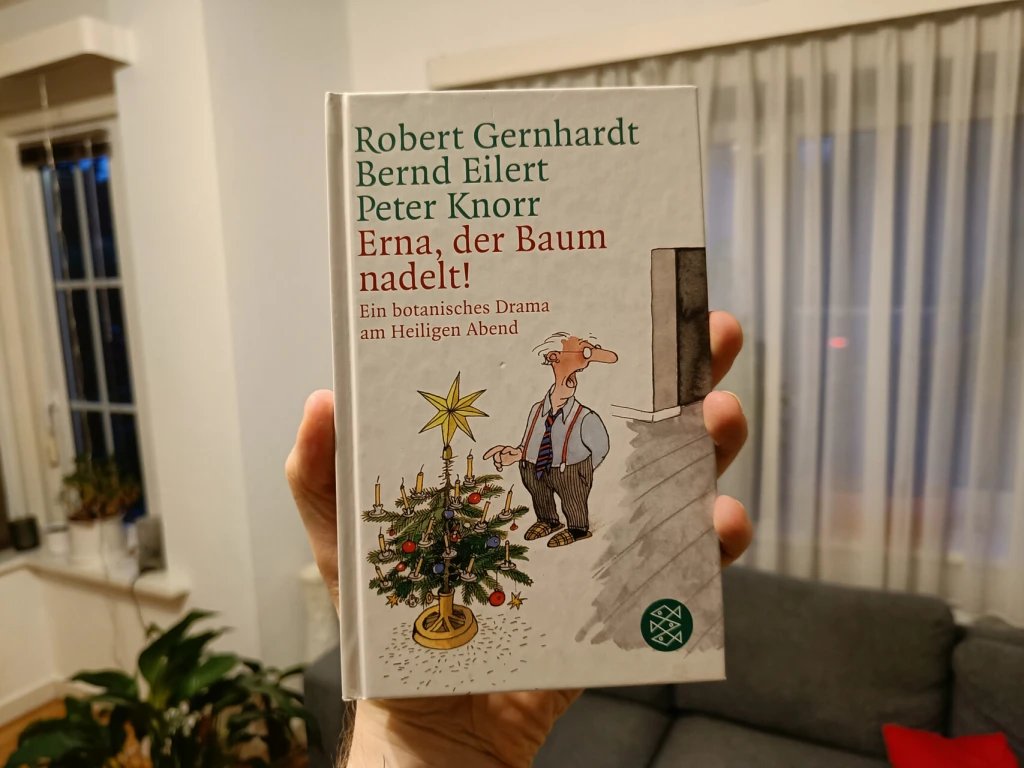 Robert Gernhardt
Bernd Eilert
Peter Knorr
Erna, der Baum
nadelt!
Ein botanisches Drama
am Heiligen Abend